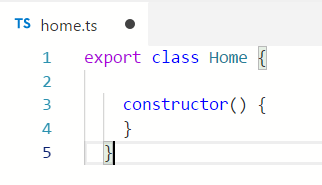 TS home.ts
1 export class Home {
2
3 constructor() {
4 }
5 }